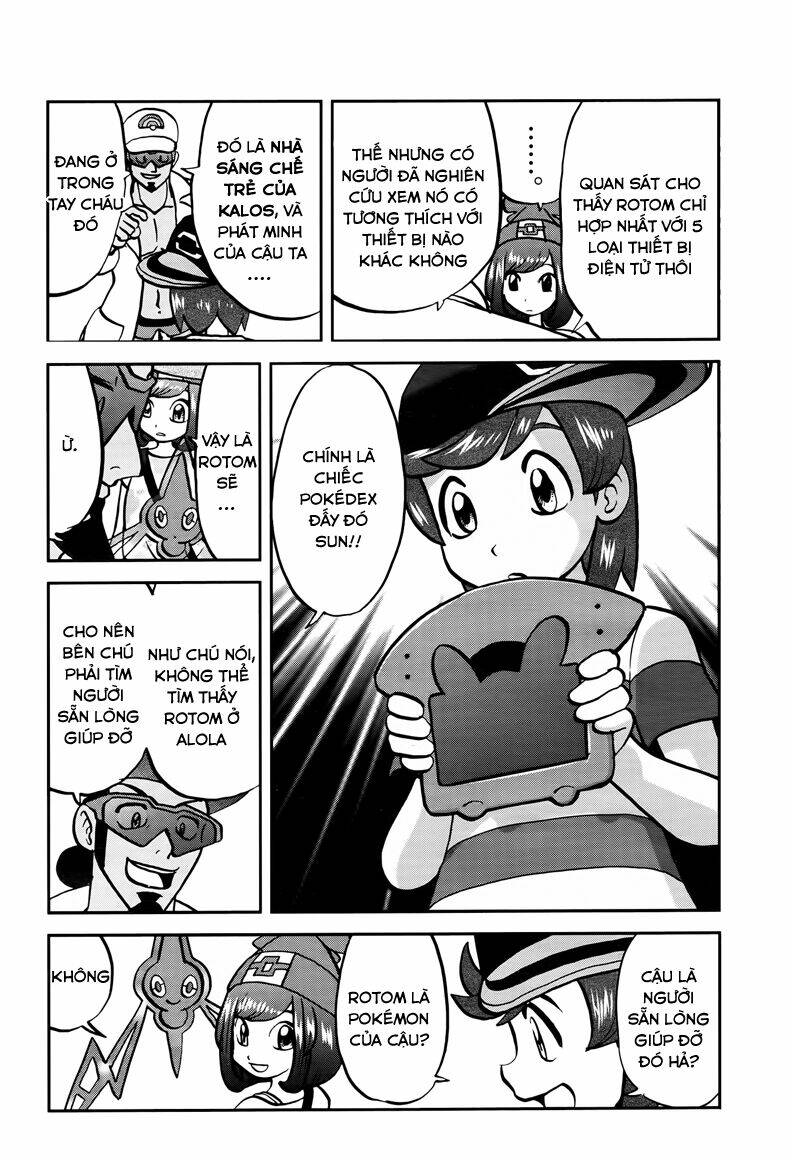 QUAN SÁT CHO
THẤY ROTOM CHỈ
HỢP NHẤT VỚI 5
LOẠI THIẾT BỊ
ĐIỆN TỬ THÔI
......
THẾ NHƯNG CÓ
NGƯỜI ĐÃ NGHIÊN
CỨU XEM NÓ CÓ
TƯƠNG THÍCH VỚI
THIẾT BỊ NÀO
KHÁC KHÔNG
ĐÓ LÀ NHÀ
SÁNG CHẾ
TRẺ CỦA
KALOS, VÀ
PHÁT MINH
CỦA CẬU TA
....
ĐANG Ở
TRONG
TAY CHÁU
ĐÓ
CHÍNH LÀ
CHIẾC
POKÉDEX
ĐẤY ĐÓ
SUN!!
VẬY LÀ
ROTOM
SẼ
...
Ừ.
NHƯ CHÚ NÓI,
KHÔNG THỂ
TÌM THẤY
ROTOM Ở
ALOLA
CHO NÊN
BÊN CHÚ
PHẢI TÌM
NGƯỜI
SẴN LÒNG
GIÚP ĐỠ
CẬU LÀ
NGƯỜI
SẴN LÒNG
GIÚP ĐỠ
ĐÓ HẢ?
ROTOM LÀ
POKÉMON
CỦA CẬU?
KHÔNG